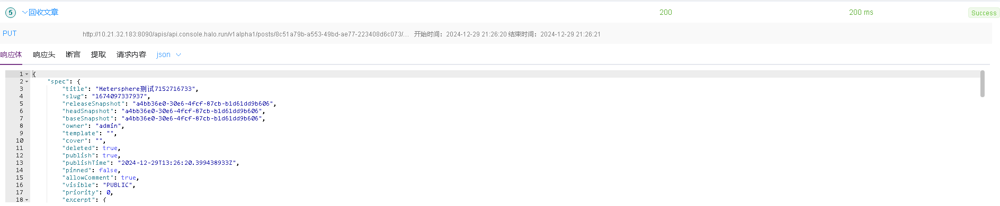 5 回收文章 200 200 ms Success
PUT http://10.21.32.183:8090/apis/api.console.halo.run/v1alpha1/posts/8c51a79b-a553-49bd-ae77-223408d6c073/... 开始时间：2024-12-29 21:26:20 结束时间：2024-12-29 21:26:21
响应体 响应头 断言 提取 请求内容 json
1 {
2 "spec": {
3 "title": "Metersphere测试7152716733",
4 "slug": "1674097337937",
5 "releaseSnapshot": "a4bb36e0-30e6-4fcf-87cb-b1d61dd9b606",
6 "headSnapshot": "a4bb36e0-30e6-4fcf-87cb-b1d61dd9b606",
7 "baseSnapshot": "a4bb36e0-30e6-4fcf-87cb-b1d61dd9b606",
8 "owner": "admin",
9 "template": "",
10 "cover": "",
11 "deleted": true,
12 "publish": true,
13 "publishTime": "2024-12-29T13:26:20.399438933Z",
14 "pinned": false,
15 "allowComment": true,
16 "visible": "PUBLIC",
17 "priority": 0,
18 "excerpt": {